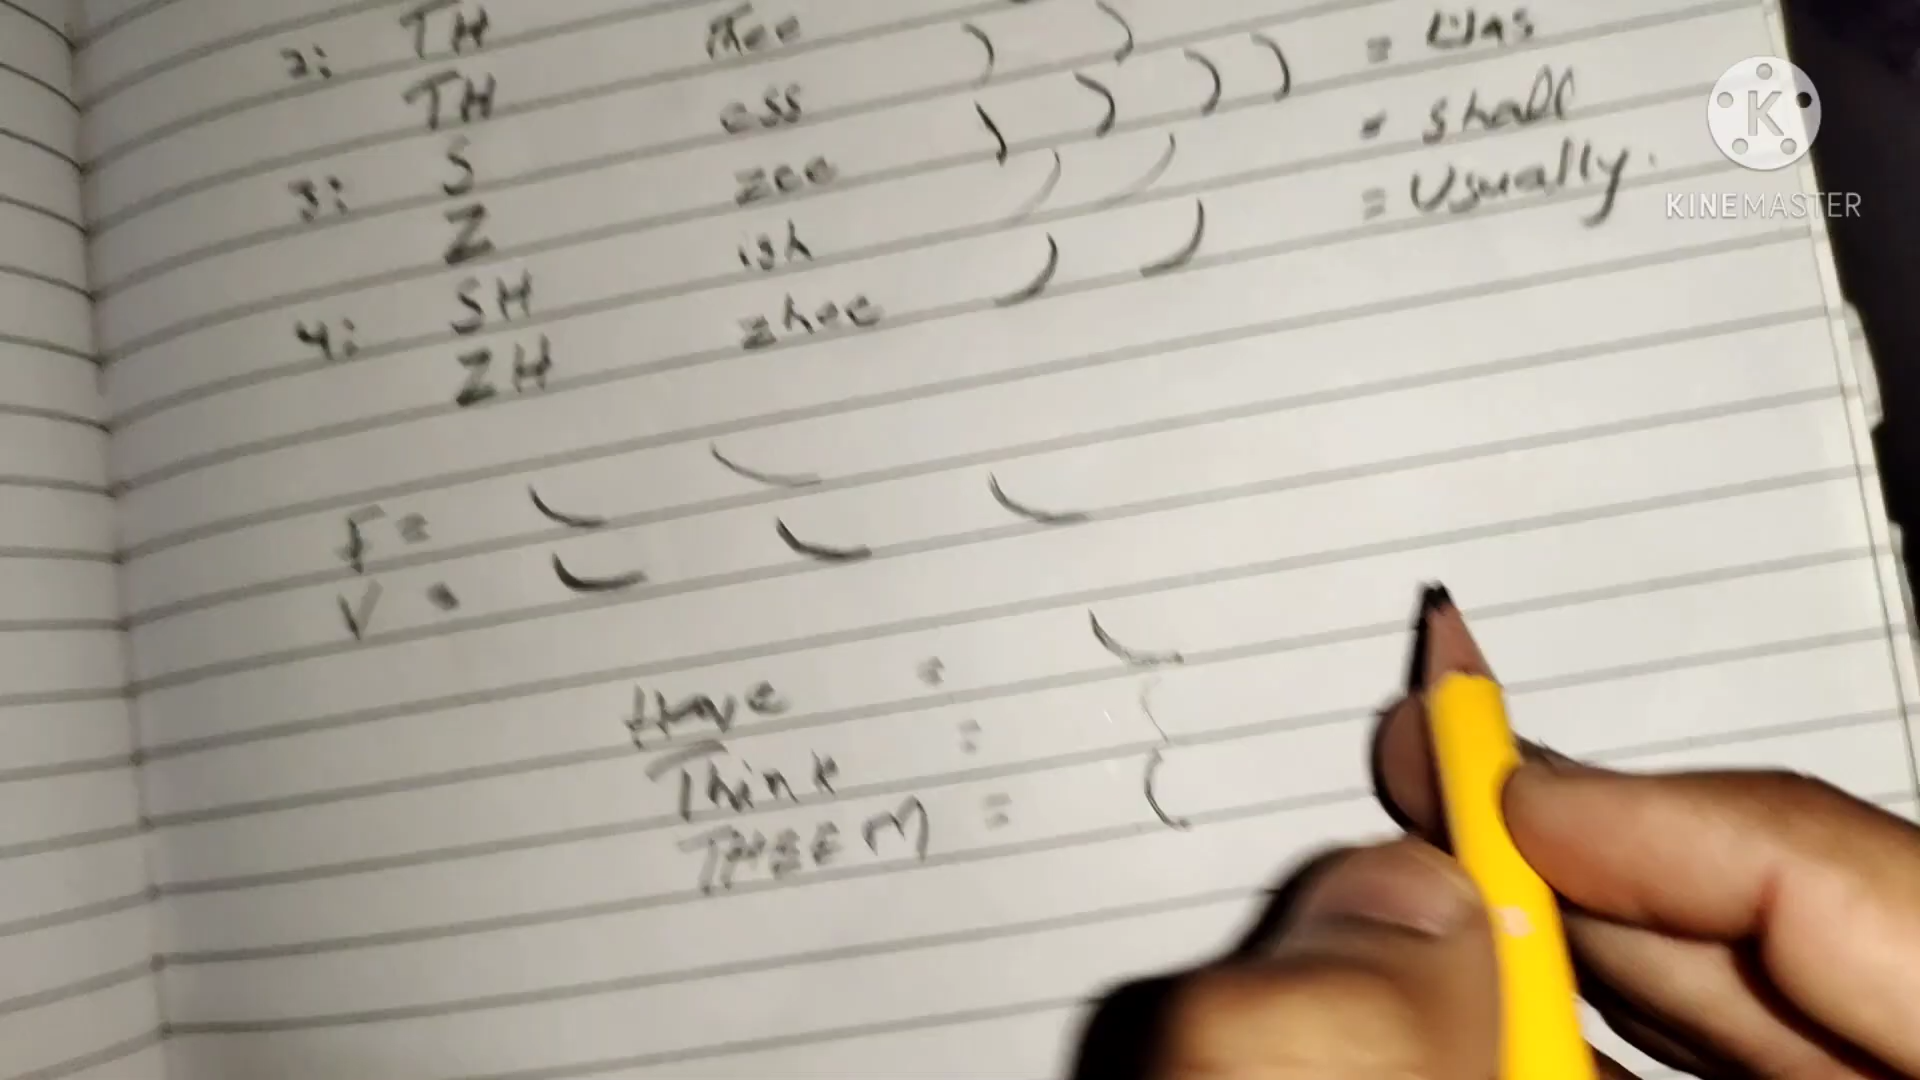 2: TH Thee ) ) = Was
TH ess ) ) ) ) = shall
3: S zee ) ) ) = Usually.
Z ish
4: SH zhee ) )
ZH
f =
V =
Have =
Think =
THEEM =
K
KINEMASTER